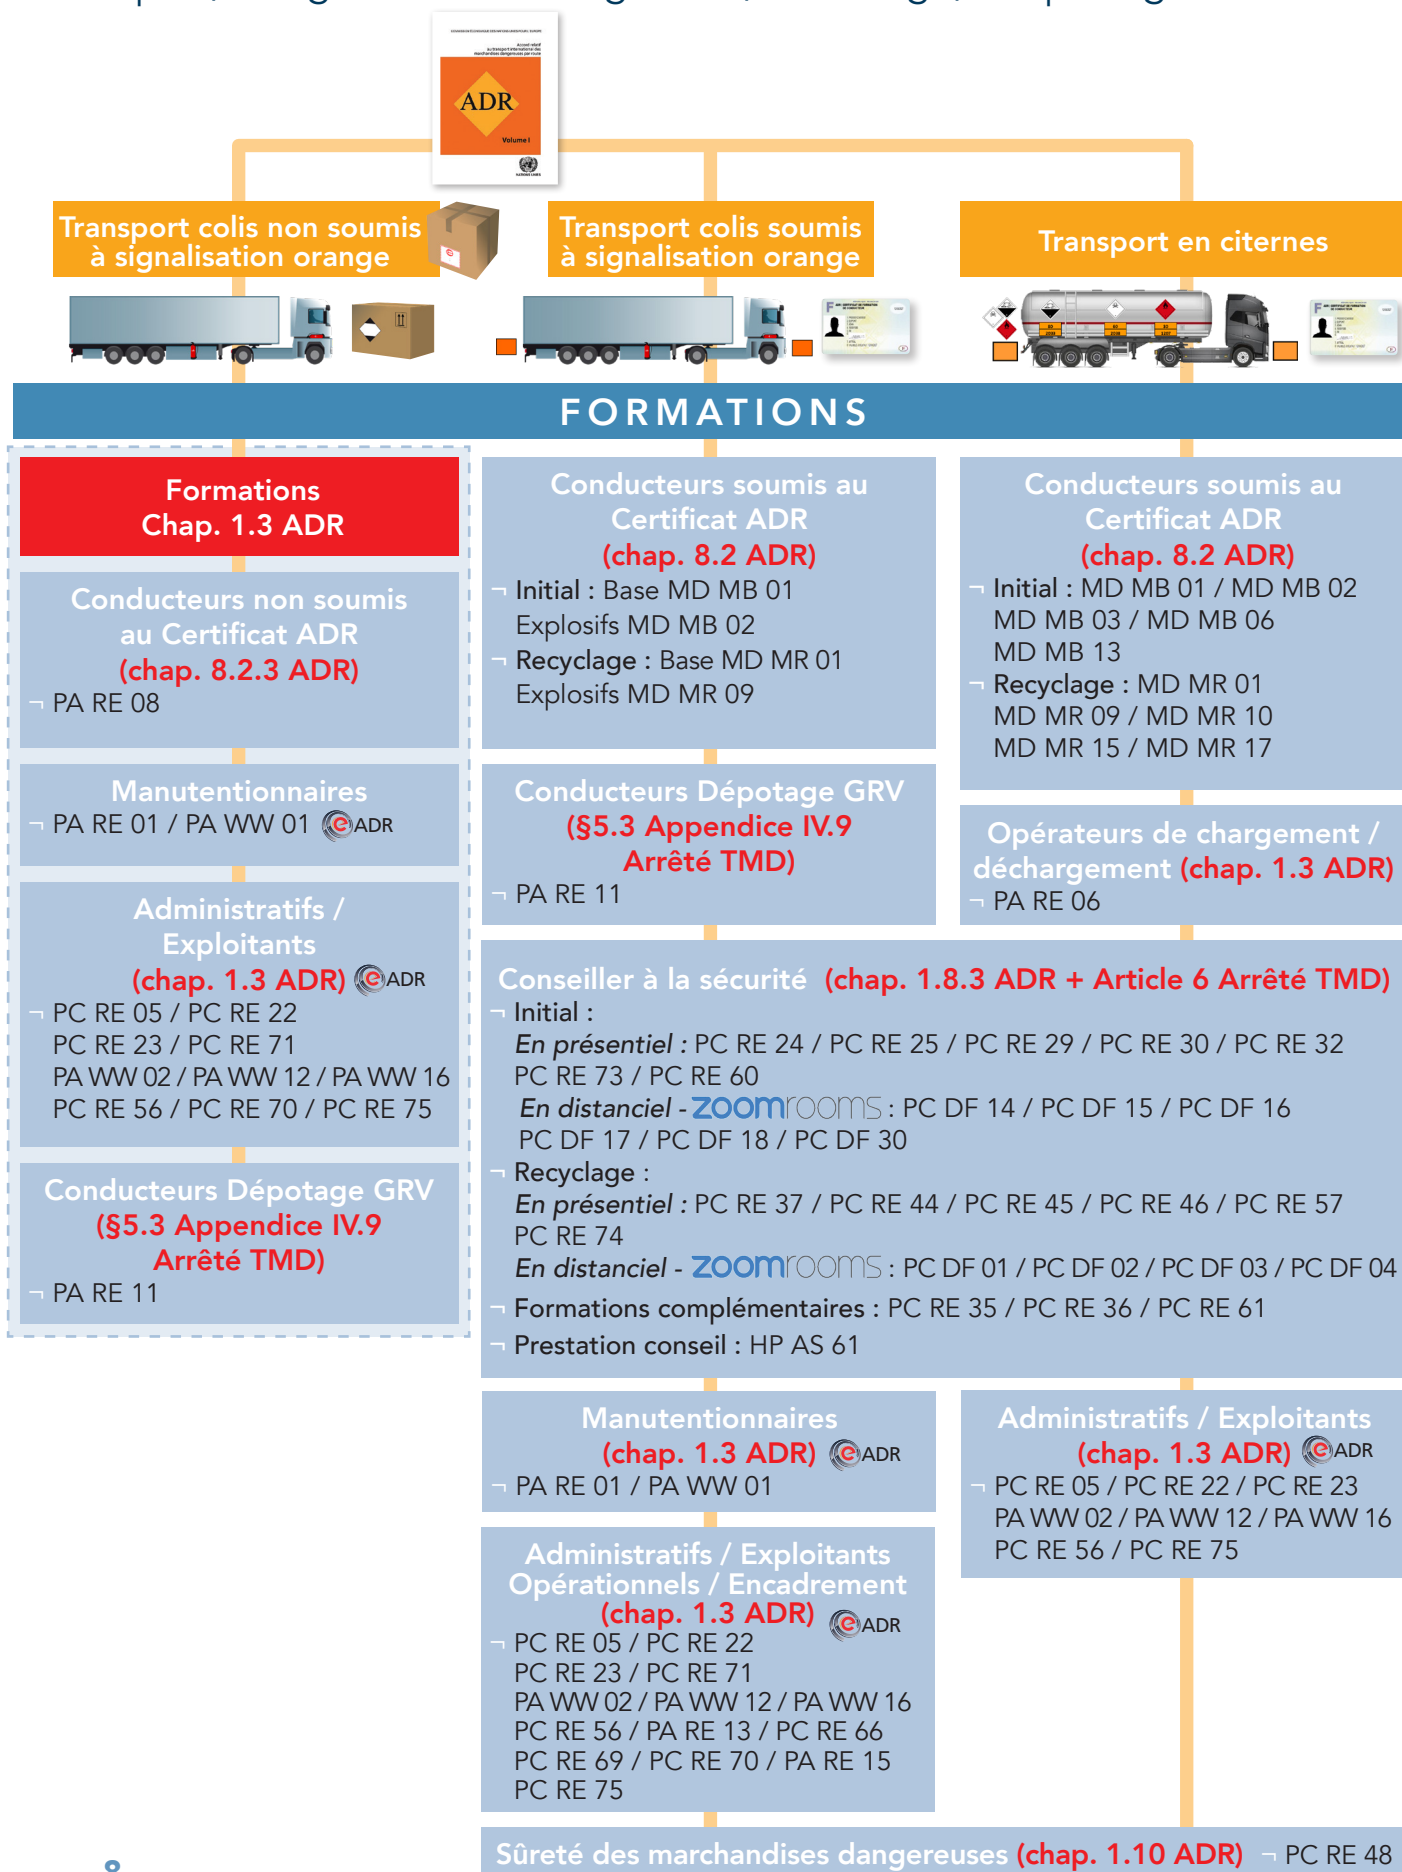 COMMISSION ÉCONOMIQUE DES NATIONS UNIES POUR L'EUROPE
Accord relatif
au transport international des
marchandises dangereuses par route
ADR
Volume I
NATIONS UNIES
Transport colis non soumis
à signalisation orange
Transport colis soumis
à signalisation orange
Transport en citernes
FORMATIONS
Formations
Chap. 1.3 ADR
Conducteurs non soumis
au Certificat ADR
(chap. 8.2.3 ADR)
¬ PA RE 08
Manutentionnaires
¬ PA RE 01 / PA WW 01 e ADR
Administratifs /
Exploitants
(chap. 1.3 ADR) e ADR
¬ PC RE 05 / PC RE 22
PC RE 23 / PC RE 71
PA WW 02 / PA WW 12 / PA WW 16
PC RE 56 / PC RE 70 / PC RE 75
Conducteurs Dépotage GRV
(§5.3 Appendice IV.9
Arrêté TMD)
¬ PA RE 11
Conducteurs soumis au
Certificat ADR
(chap. 8.2 ADR)
¬ Initial : Base MD MB 01
Explosifs MD MB 02
¬ Recyclage : Base MD MR 01
Explosifs MD MR 09
Conducteurs Dépotage GRV
(§5.3 Appendice IV.9
Arrêté TMD)
¬ PA RE 11
Conducteurs soumis au
Certificat ADR
(chap. 8.2 ADR)
¬ Initial : MD MB 01 / MD MB 02
MD MB 03 / MD MB 06
MD MB 13
¬ Recyclage : MD MR 01
MD MR 09 / MD MR 10
MD MR 15 / MD MR 17
Opérateurs de chargement /
déchargement (chap. 1.3 ADR)
¬ PA RE 06
Conseiller à la sécurité (chap. 1.8.3 ADR + Article 6 Arrêté TMD)
¬ Initial :
En présentiel : PC RE 24 / PC RE 25 / PC RE 29 / PC RE 30 / PC RE 32
PC RE 73 / PC RE 60
En distanciel - zoomrooms : PC DF 14 / PC DF 15 / PC DF 16
PC DF 17 / PC DF 18 / PC DF 30
¬ Recyclage :
En présentiel : PC RE 37 / PC RE 44 / PC RE 45 / PC RE 46 / PC RE 57
PC RE 74
En distanciel - zoomrooms : PC DF 01 / PC DF 02 / PC DF 03 / PC DF 04
¬ Formations complémentaires : PC RE 35 / PC RE 36 / PC RE 61
¬ Prestation conseil : HP AS 61
Manutentionnaires
(chap. 1.3 ADR) e ADR
¬ PA RE 01 / PA WW 01
Administratifs / Exploitants
Opérationnels / Encadrement
(chap. 1.3 ADR) e ADR
¬ PC RE 05 / PC RE 22
PC RE 23 / PC RE 71
PA WW 02 / PA WW 12 / PA WW 16
PC RE 56 / PA RE 13 / PC RE 66
PC RE 69 / PC RE 70 / PA RE 15
PC RE 75
Administratifs / Exploitants
(chap. 1.3 ADR) e ADR
¬ PC RE 05 / PC RE 22 / PC RE 23
PA WW 02 / PA WW 12 / PA WW 16
PC RE 56 / PC RE 75
Sûreté des marchandises dangereuses (chap. 1.10 ADR) ¬ PC RE 48